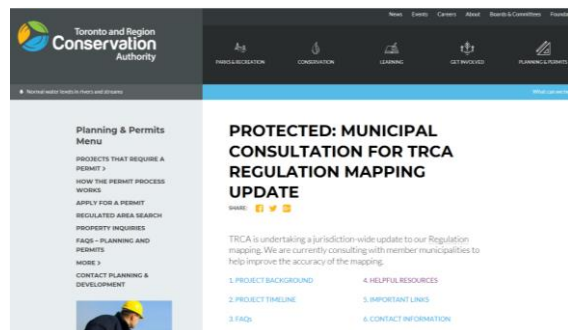 News Events Careers About Boards & Committees
Toronto and Region
Conservation
Authority
PARKS & RECREATION CONSERVATION LEARNING GET INVOLVED PLANNING & PERMITS
Normal water levels in rivers and streams
Planning & Permits
Menu
PROJECTS THAT REQUIRE A
PERMIT >
HOW THE PERMIT PROCESS
WORKS
APPLY FOR A PERMIT
REGULATED AREA SEARCH
PROPERTY INQUIRIES
FAQS – PLANNING AND
PERMITS
MORE >
CONTACT PLANNING &
DEVELOPMENT
PROTECTED: MUNICIPAL
CONSULTATION FOR TRCA
REGULATION MAPPING
UPDATE
SHARE:
TRCA is undertaking a jurisdiction-wide update to our Regulation
mapping. We are currently consulting with member municipalities to
help improve the accuracy of the mapping.
1. PROJECT BACKGROUND 4. HELPFUL RESOURCES
2. PROJECT TIMELINE 5. IMPORTANT LINKS
3. FAQs 6. CONTACT INFORMATION